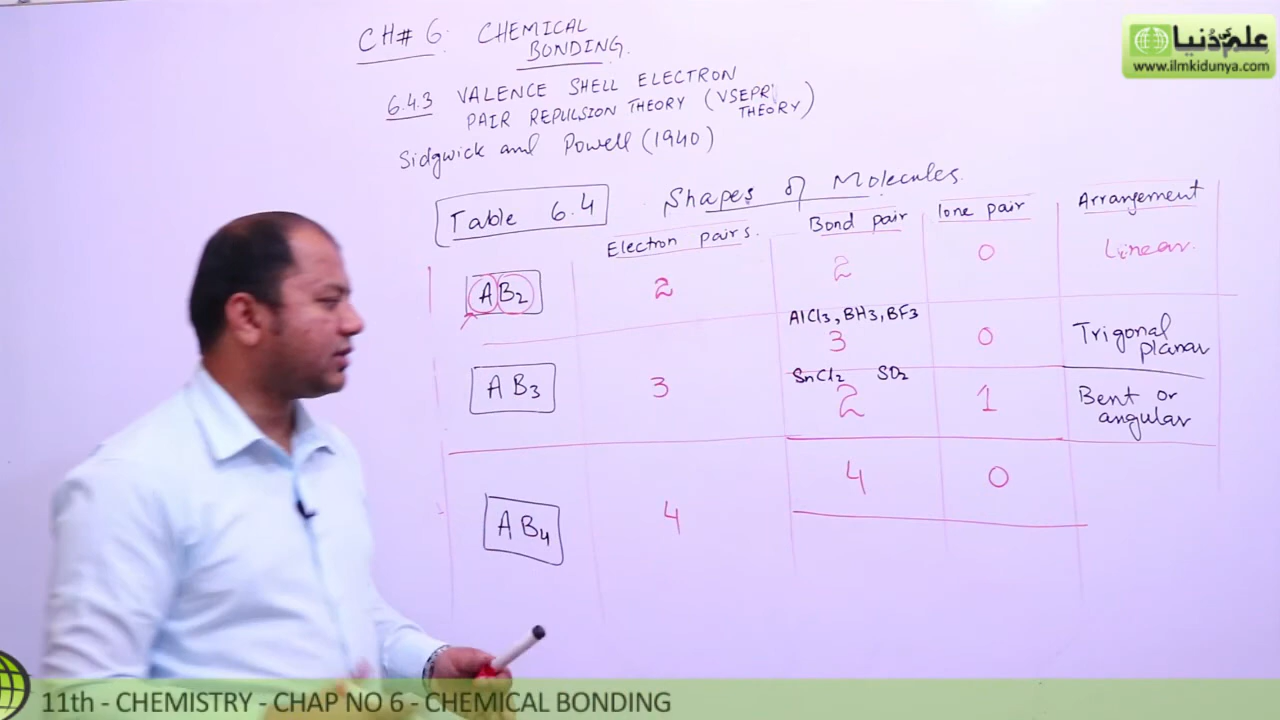 CH# 6: CHEMICAL
BONDING.
6.4.3 VALENCE SHELL ELECTRON
PAIR REPULSION THEORY (VSEPR
THEORY)
Sidgwick and Powell (1940)
علم کی دُنیا
www.ilmkidunya.com
Table 6.4
Shapes of Molecules.
Electron pairs.
Bond pair
lone pair
Arrangement
AB2
2
2
0
Linear.
AB3
3
AlCl3, BH3, BF3
3
0
Trigonal
planar
SnCl2 SO2
2
1
Bent or
angular
AB4
4
4
0
11th - CHEMISTRY - CHAP NO 6 - CHEMICAL BONDING